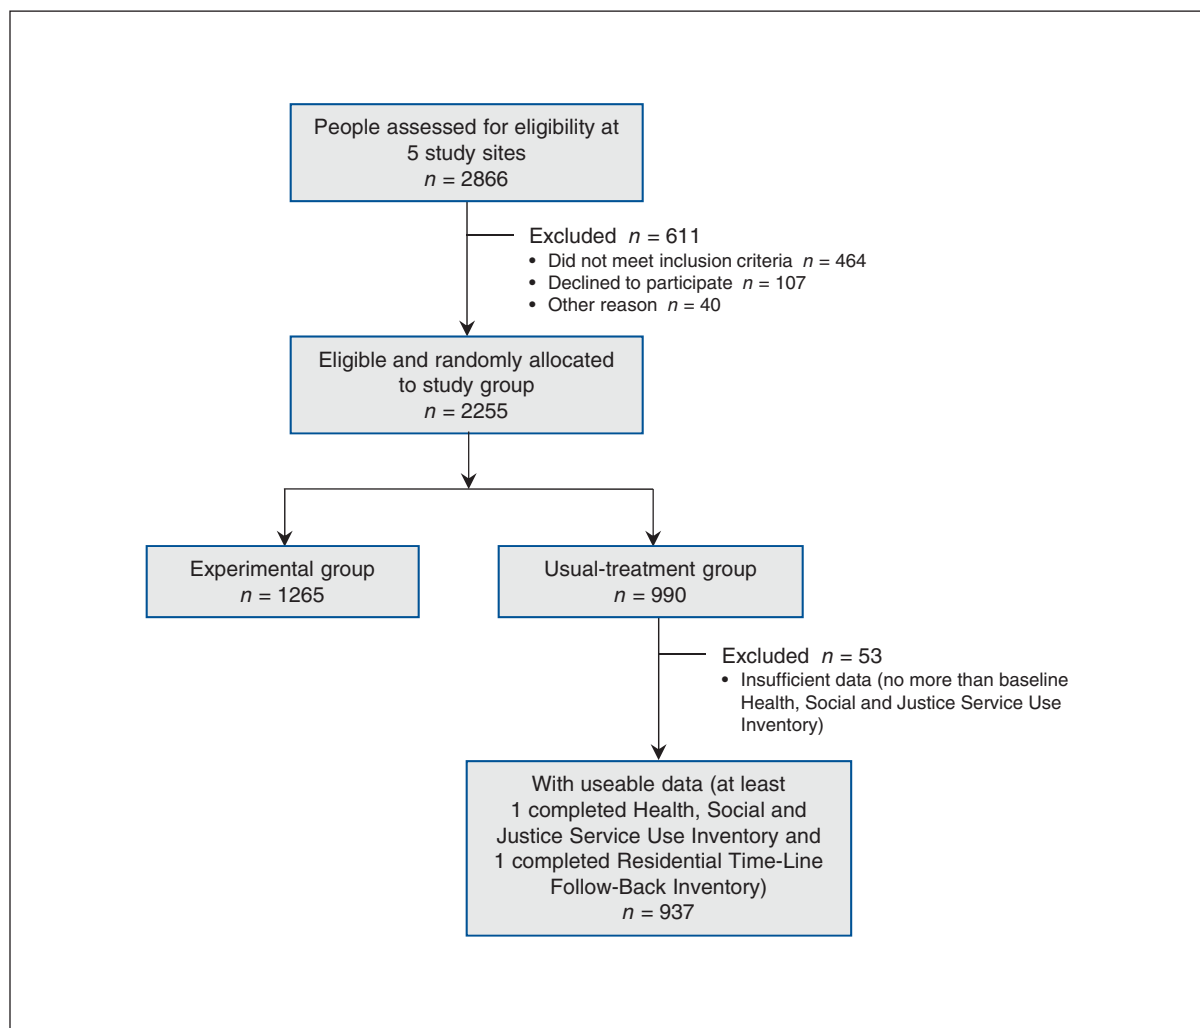 People assessed for eligibility at
5 study sites
n = 2866
Excluded n = 611
• Did not meet inclusion criteria n = 464
• Declined to participate n = 107
• Other reason n = 40
Eligible and randomly allocated
to study group
n = 2255
Experimental group
n = 1265
Usual-treatment group
n = 990
Excluded n = 53
• Insufficient data (no more than baseline
Health, Social and Justice Service Use
Inventory)
With useable data (at least
1 completed Health, Social and
Justice Service Use Inventory and
1 completed Residential Time-Line
Follow-Back Inventory)
n = 937